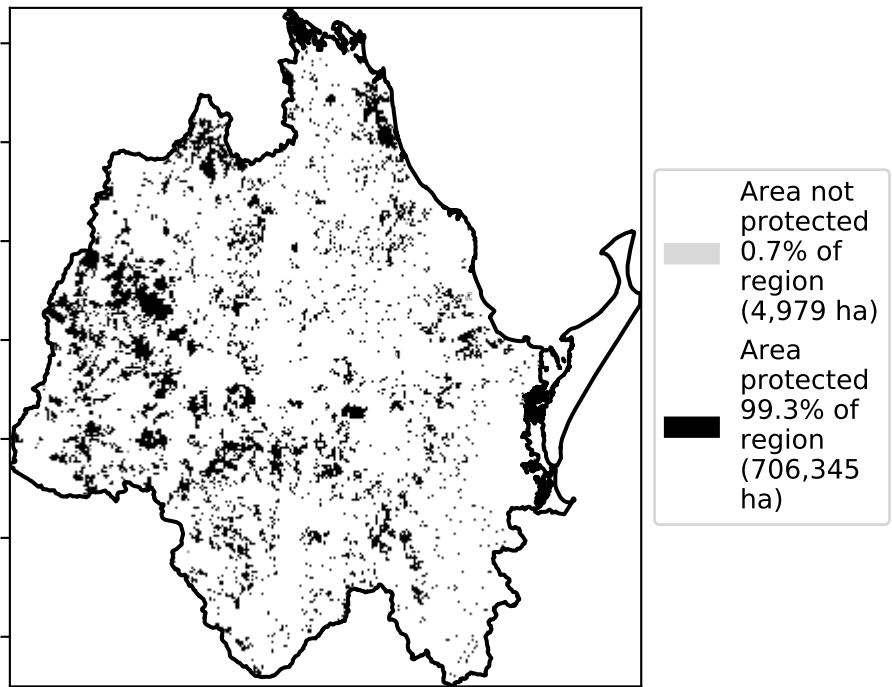 Area not
protected
0.7% of
region
(4,979 ha)
Area
protected
99.3% of
region
(706,345
ha)